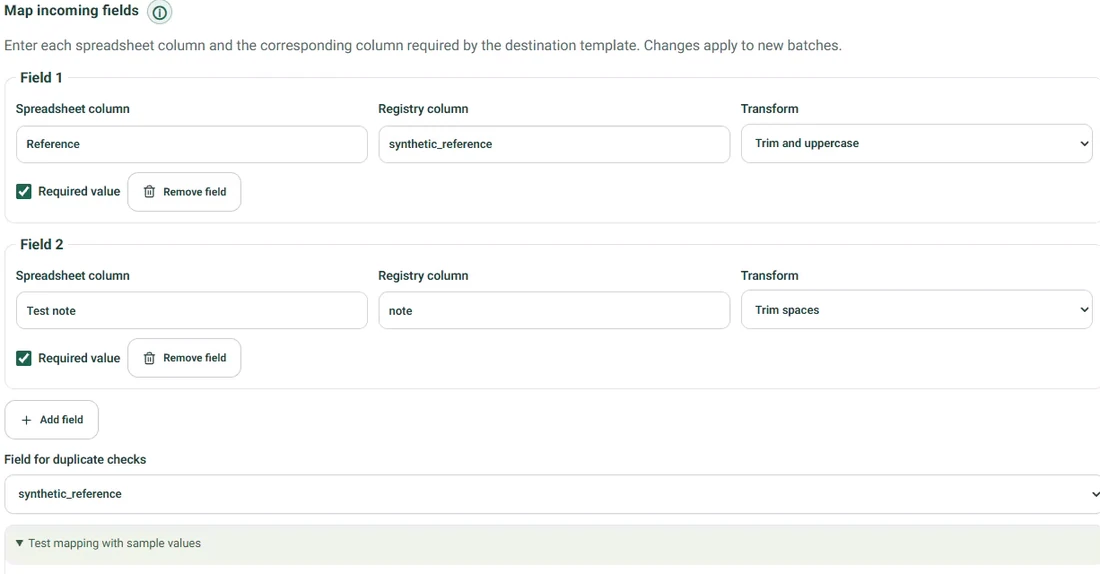 Map incoming fields
Enter each spreadsheet column and the corresponding column required by the destination template. Changes apply to new batches.
Field 1
Spreadsheet column Registry column Transform
Reference synthetic_reference Trim and uppercase
Required value Remove field
Field 2
Spreadsheet column Registry column Transform
Test note note Trim spaces
Required value Remove field
+ Add field
Field for duplicate checks
synthetic_reference
▼ Test mapping with sample values